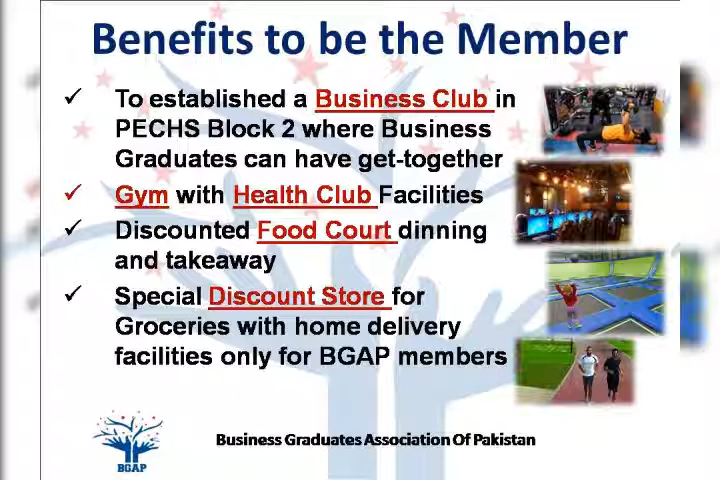 Benefits to be the Member
✓ To established a Business Club in
PECHS Block 2 where Business
Graduates can have get-together
✓ Gym with Health Club Facilities
✓ Discounted Food Court dinning
and takeaway
✓ Special Discount Store for
Groceries with home delivery
facilities only for BGAP members
BGAP
Business Graduates Association Of Pakistan